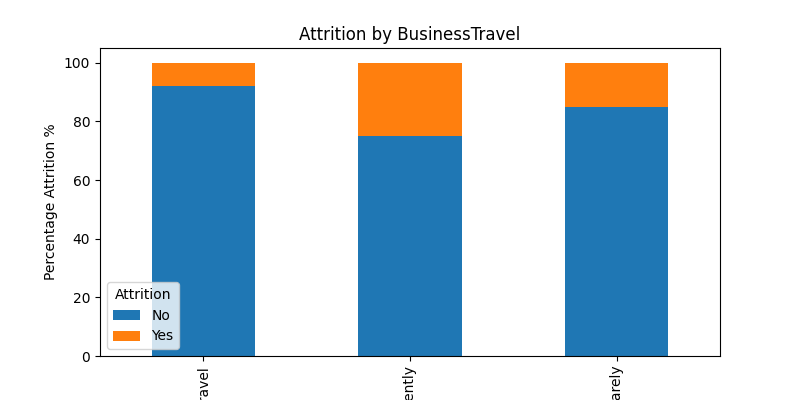 Attrition by BusinessTravel
Percentage Attrition %
100
80
60
40
20
0
Attrition
No
Yes
ravel
ently
arely